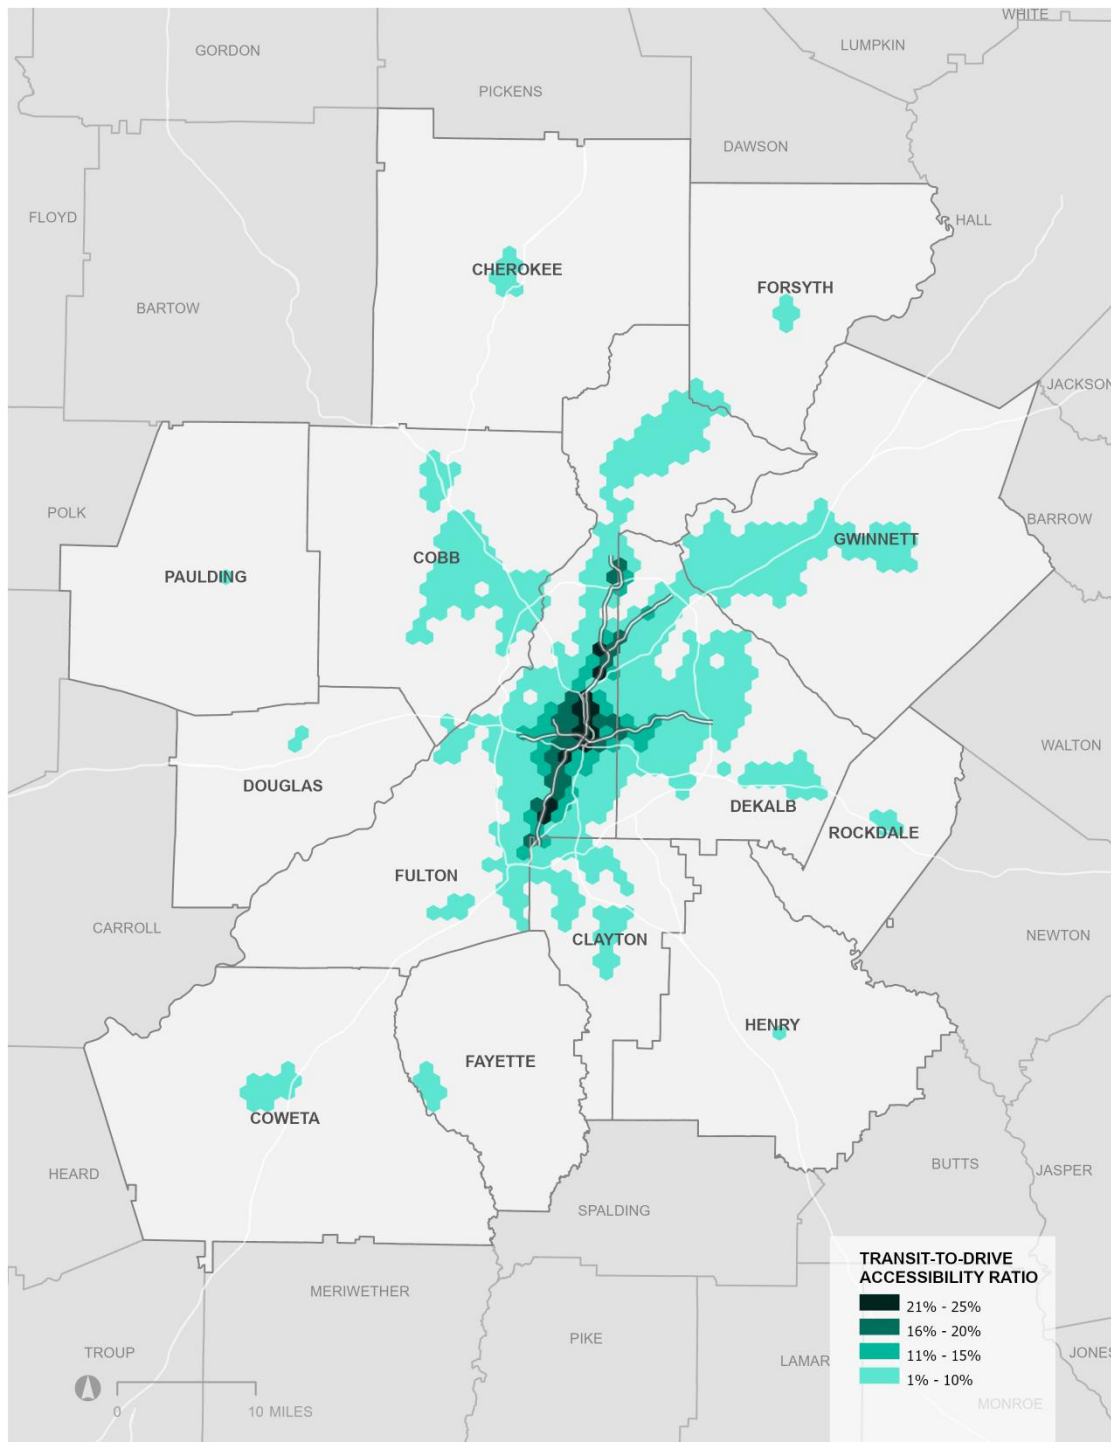 WHITE
GORDON
LUMPKIN
PICKENS
DAWSON
FLOYD
HALL
CHEROKEE
FORSYTH
BARTOW
JACKSON
POLK
BARROW
GWINNETT
COBB
PAULDING
WALTON
DOUGLAS
DEKALB
ROCKDALE
FULTON
CARROLL
NEWTON
CLAYTON
HENRY
FAYETTE
COWETA
BUTTS
HEARD
JASPER
SPALDING
TRANSIT-TO-DRIVE
ACCESSIBILITY RATIO
21% - 25%
16% - 20%
11% - 15%
1% - 10%
MERIWETHER
PIKE
TROUP
LAMAR
JONES
MONROE
0 10 MILES